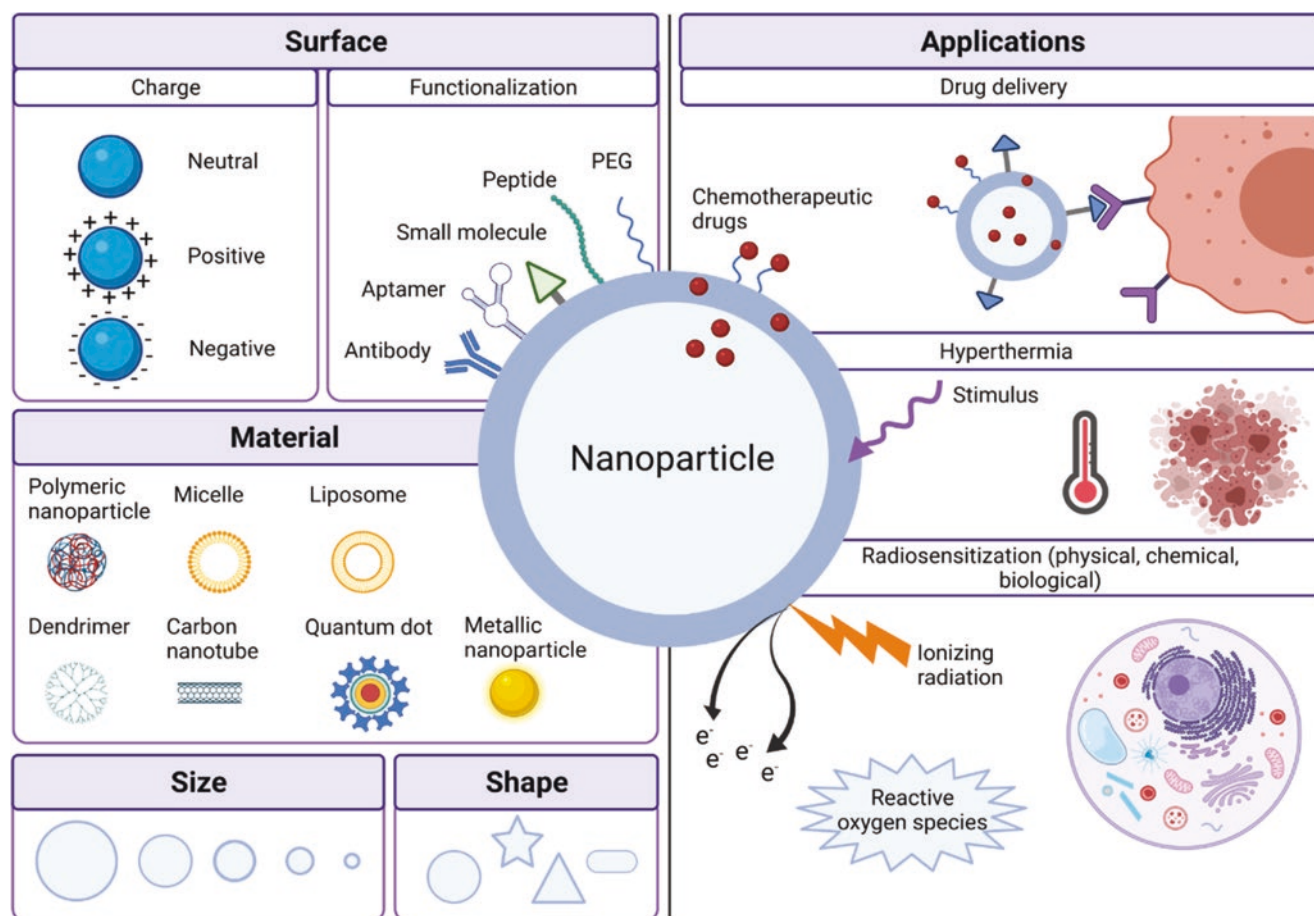 Surface
Charge
Neutral
Positive
Negative
Functionalization
PEG
Peptide
Small molecule
Aptamer
Antibody
Material
Polymeric
nanoparticle
Micelle
Liposome
Dendrimer
Carbon
nanotube
Quantum dot
Metallic
nanoparticle
Size
Shape
Nanoparticle
Applications
Drug delivery
Chemotherapeutic
drugs
Hyperthermia
Stimulus
Radiosensitization (physical, chemical,
biological)
Ionizing
radiation
e-
e-
e-
e-
Reactive
oxygen species